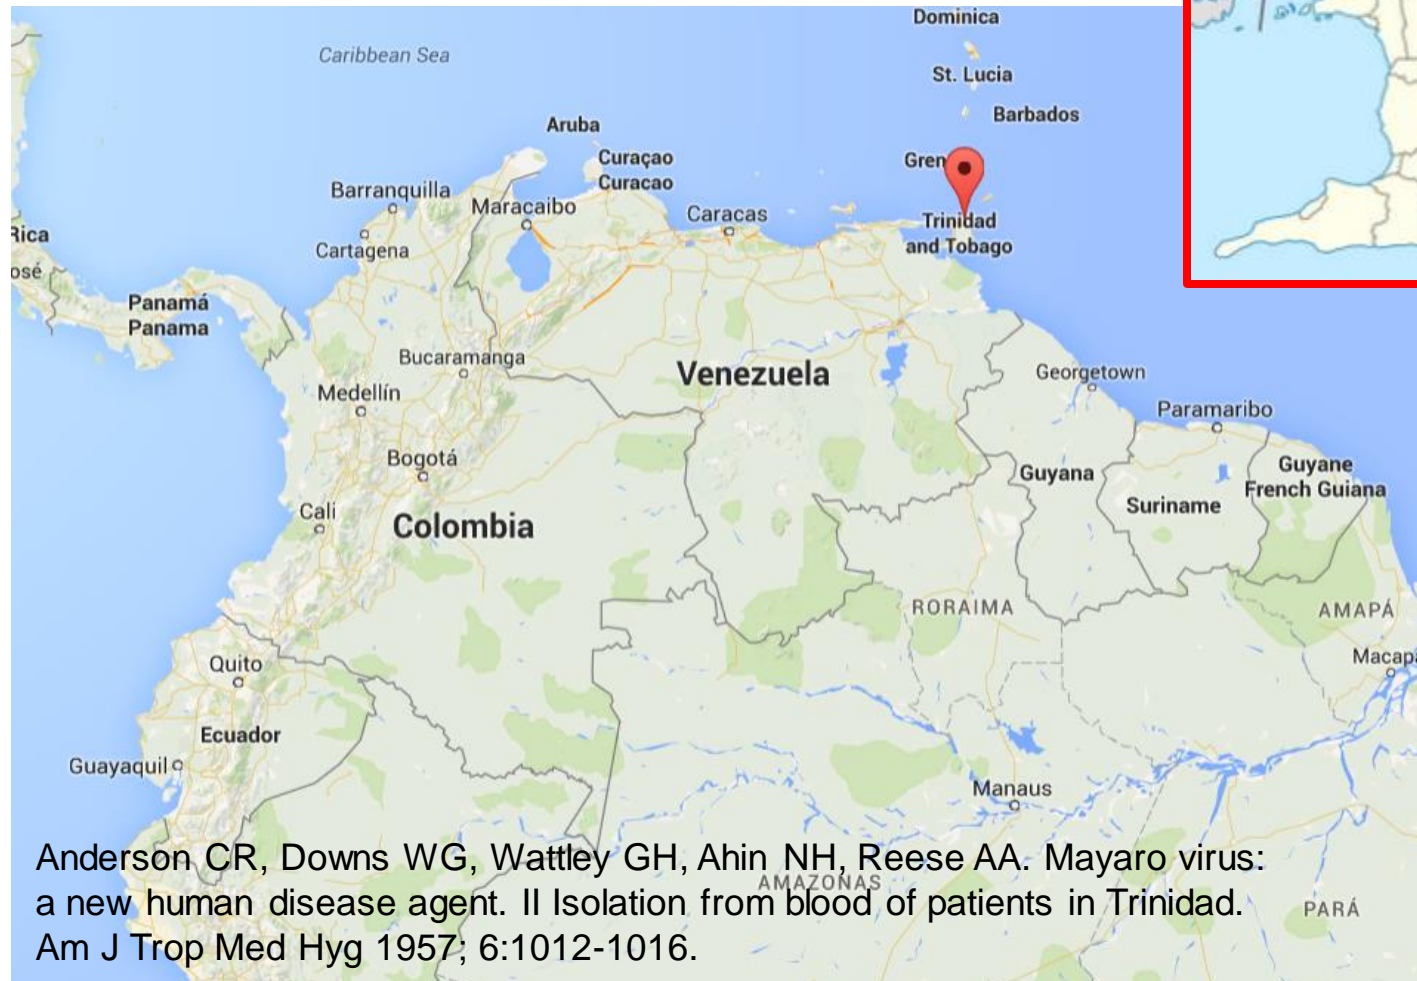 Dominica
Caribbean Sea
St. Lucia
Barbados
Aruba
Curaçao
Curacao
Gren
Barranquilla
Maracaibo
Caracas
Trinidad
and Tobago
Cartagena
Rica
osé
Panamá
Panama
Bucaramanga
Venezuela
Georgetown
Medellín
Paramaribo
Bogotá
Guyana
Guyane
French Guiana
Suriname
Cali
Colombia
RORAIMA
AMAPÁ
Quito
Macapá
Ecuador
Guayaquil
Manaus
AMAZONAS
PARÁ
Anderson CR, Downs WG, Wattley GH, Ahin NH, Reese AA. Mayaro virus:
a new human disease agent. II Isolation from blood of patients in Trinidad.
Am J Trop Med Hyg 1957; 6:1012-1016.